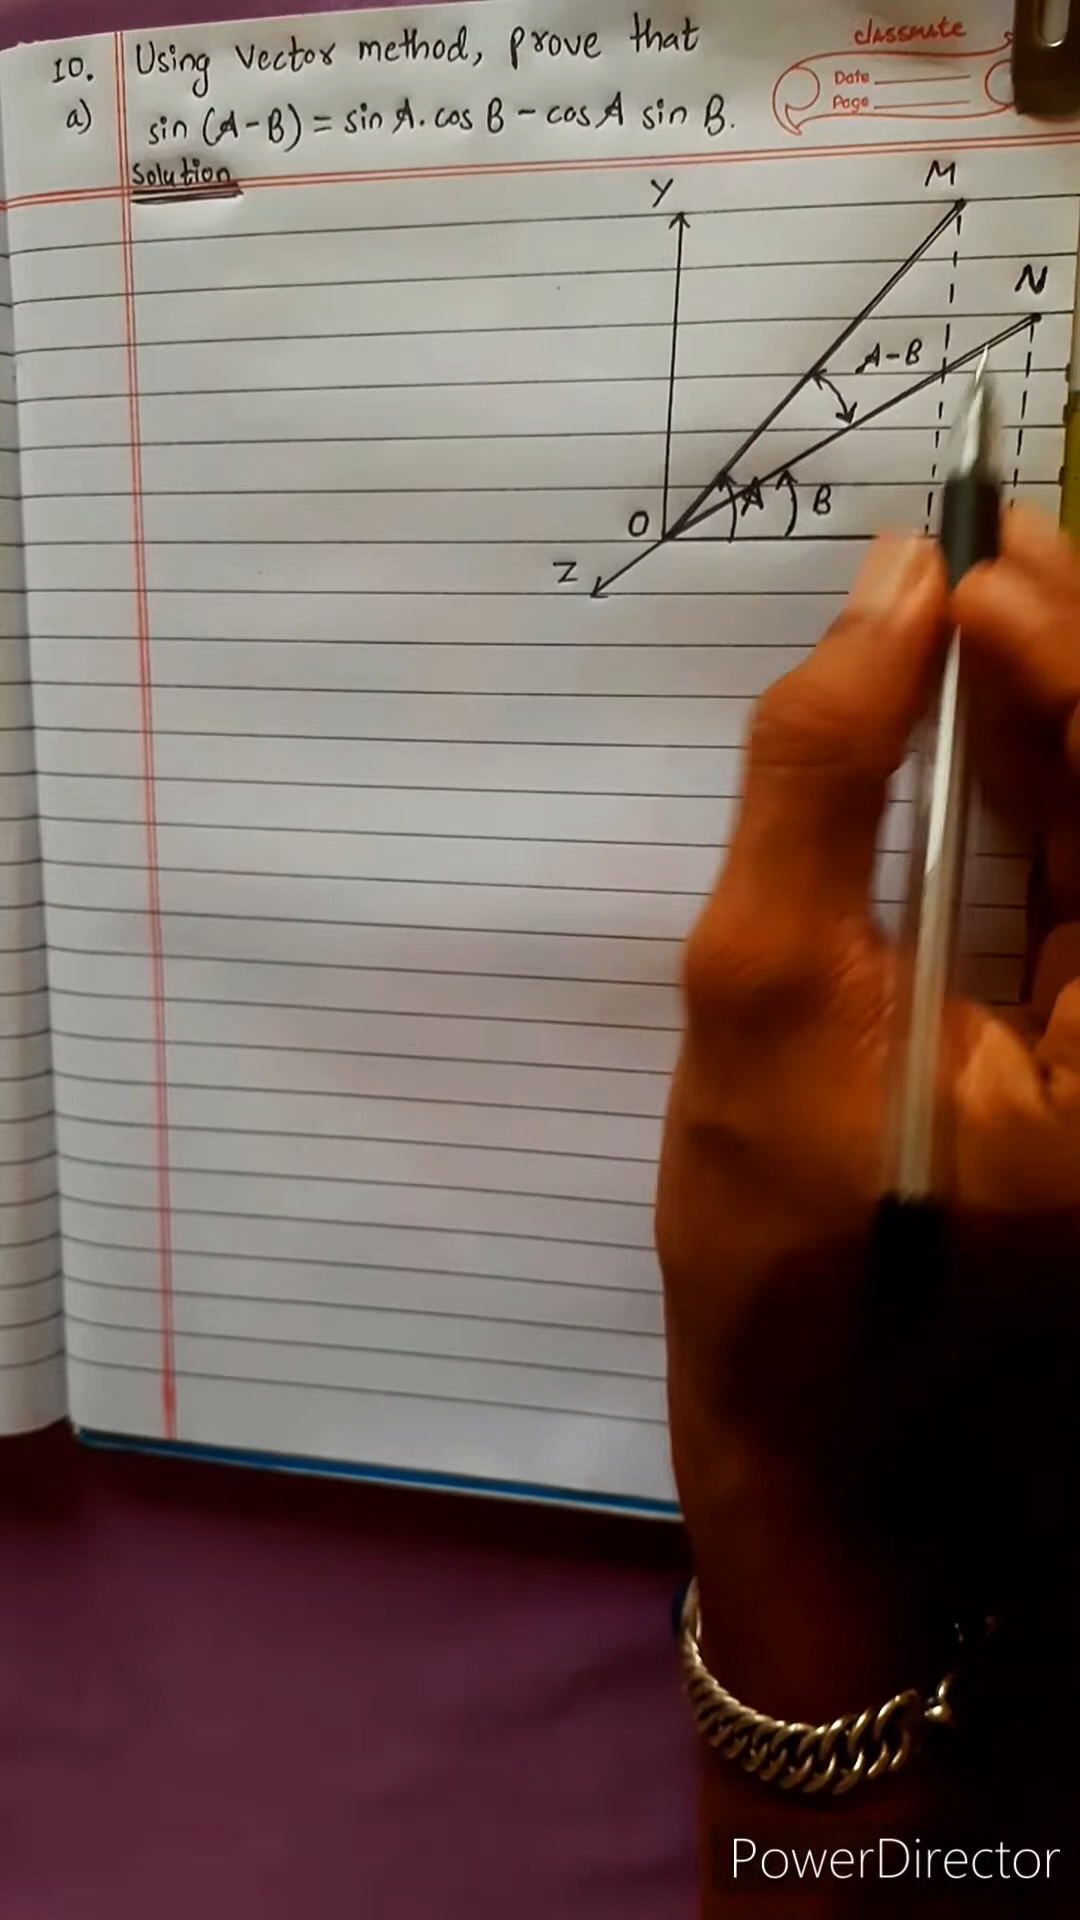 10. Using vector method, prove that
a) sin (A-B) = sin A. cos B - cos A sin B.
Solution
classmate
Date
Page
Y
M
N
A-B
A
B
O
Z
PowerDirector